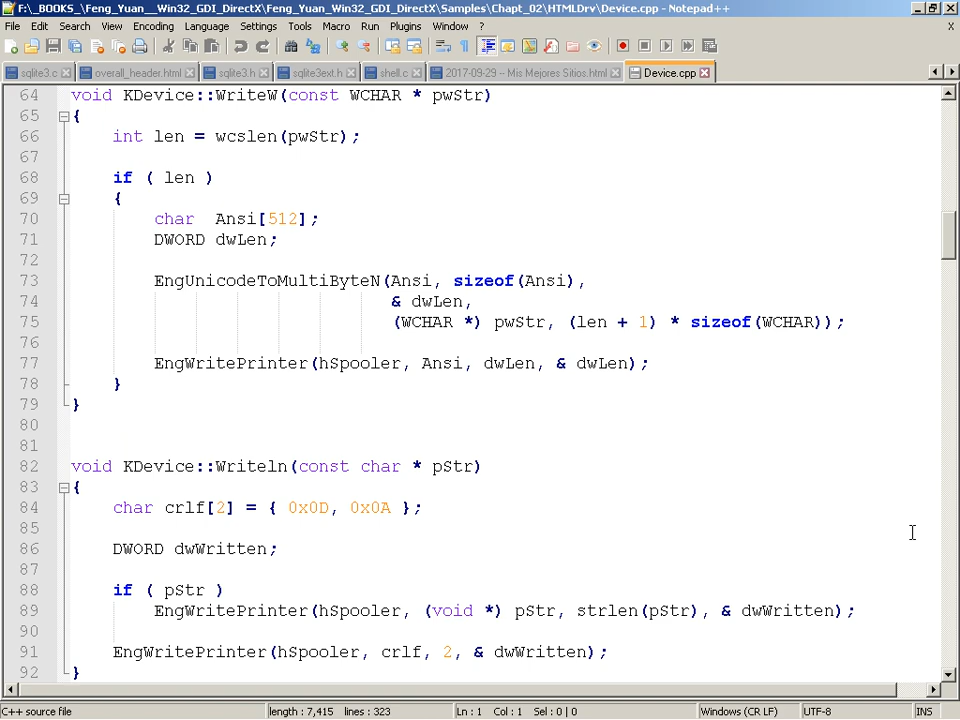 F:\_BOOKS_\Feng_Yuan__Win32_GDI_DirectX\Feng_Yuan_Win32_GDI_DirectX\Samples\Chapt_02\HTMLDrv\Device.cpp - Notepad++
File Edit Search View Encoding Language Settings Tools Macro Run Plugins Window ? X
sqlite3.c overall_header.html sqlite3.h sqlite3ext.h shell.c 2017-09-29 – Mis Mejores Sitios.html Device.cpp
64 void KDevice::WriteW(const WCHAR * pwStr)
65 {
66 int len = wcslen(pwStr);
67
68 if ( len )
69 {
70 char Ansi[512];
71 DWORD dwLen;
72
73 EngUnicodeToMultiByteN(Ansi, sizeof(Ansi),
74 & dwLen,
75 (WCHAR *) pwStr, (len + 1) * sizeof(WCHAR));
76
77 EngWritePrinter(hSpooler, Ansi, dwLen, & dwLen);
78 }
79 }
80
81
82 void KDevice::Writeln(const char * pStr)
83 {
84 char crlf[2] = { 0x0D, 0x0A };
85
86 DWORD dwWritten;
87
88 if ( pStr )
89 EngWritePrinter(hSpooler, (void *) pStr, strlen(pStr), & dwWritten);
90
91 EngWritePrinter(hSpooler, crlf, 2, & dwWritten);
92 }
C++ source file length : 7,415 lines : 323 Ln : 1 Col : 1 Sel : 0 | 0 Windows (CR LF) UTF-8 INS